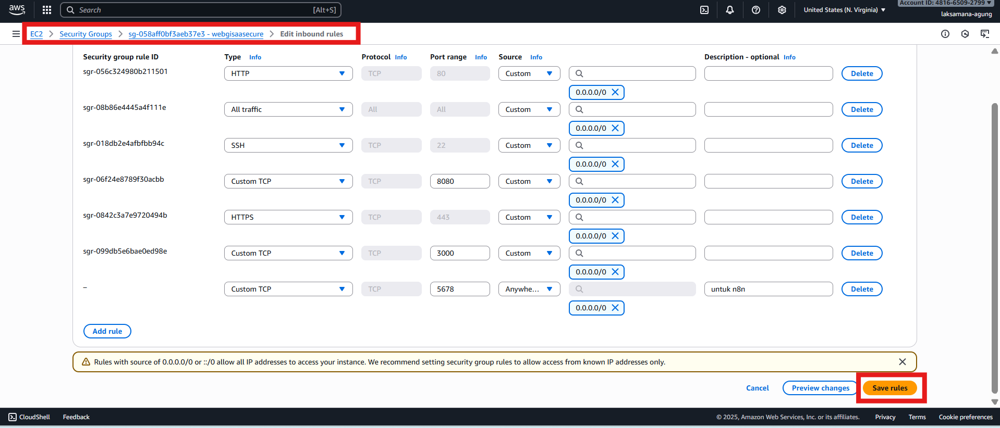 aws Search [Alt+S] United States (N. Virginia) Account ID: 4816-6509-2799
laksamana-agung
EC2 > Security Groups > sg-058aff0bf3aeb37e3 - webgisaasecure > Edit inbound rules
Security group rule ID Type Info Protocol Info Port range Info Source Info Description - optional Info
sgr-056c324980b211501 HTTP TCP 80 Custom Delete
0.0.0.0/0
sgr-08b86e4445a4f111e All traffic All All Custom Delete
0.0.0.0/0
sgr-018db2e4afbfbb94c SSH TCP 22 Custom Delete
0.0.0.0/0
sgr-06f24e8789f30acbb Custom TCP TCP 8080 Custom Delete
0.0.0.0/0
sgr-0842c3a7e9720494b HTTPS TCP 443 Custom Delete
0.0.0.0/0
sgr-099db5e6bae0ed98e Custom TCP TCP 3000 Custom Delete
0.0.0.0/0
– Custom TCP TCP 5678 Anywhe... untuk n8n Delete
0.0.0.0/0
Add rule
Rules with source of 0.0.0.0/0 or ::/0 allow all IP addresses to access your instance. We recommend setting security group rules to allow access from known IP addresses only.
Cancel Preview changes Save rules
CloudShell Feedback © 2025, Amazon Web Services, Inc. or its affiliates. Privacy Terms Cookie preferences